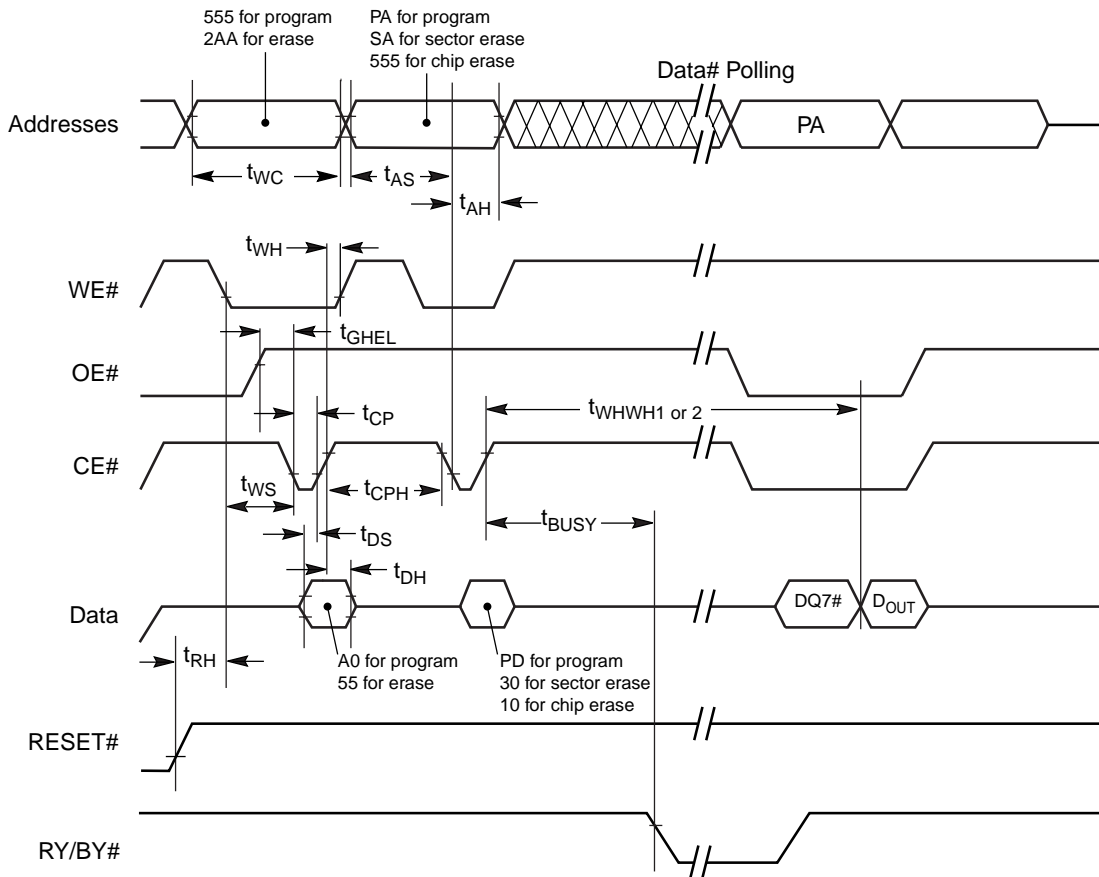 555 for program
2AA for erase
PA for program
SA for sector erase
555 for chip erase
Data# Polling
Addresses
PA
tWC
tAS
tAH
tWH
WE#
tGHEL
OE#
tWHWH1 or 2
tCP
CE#
tWS
tCPH
tBUSY
tDS
tDH
Data
DQ7#
DOUT
tRH
A0 for program
55 for erase
PD for program
30 for sector erase
10 for chip erase
RESET#
RY/BY#